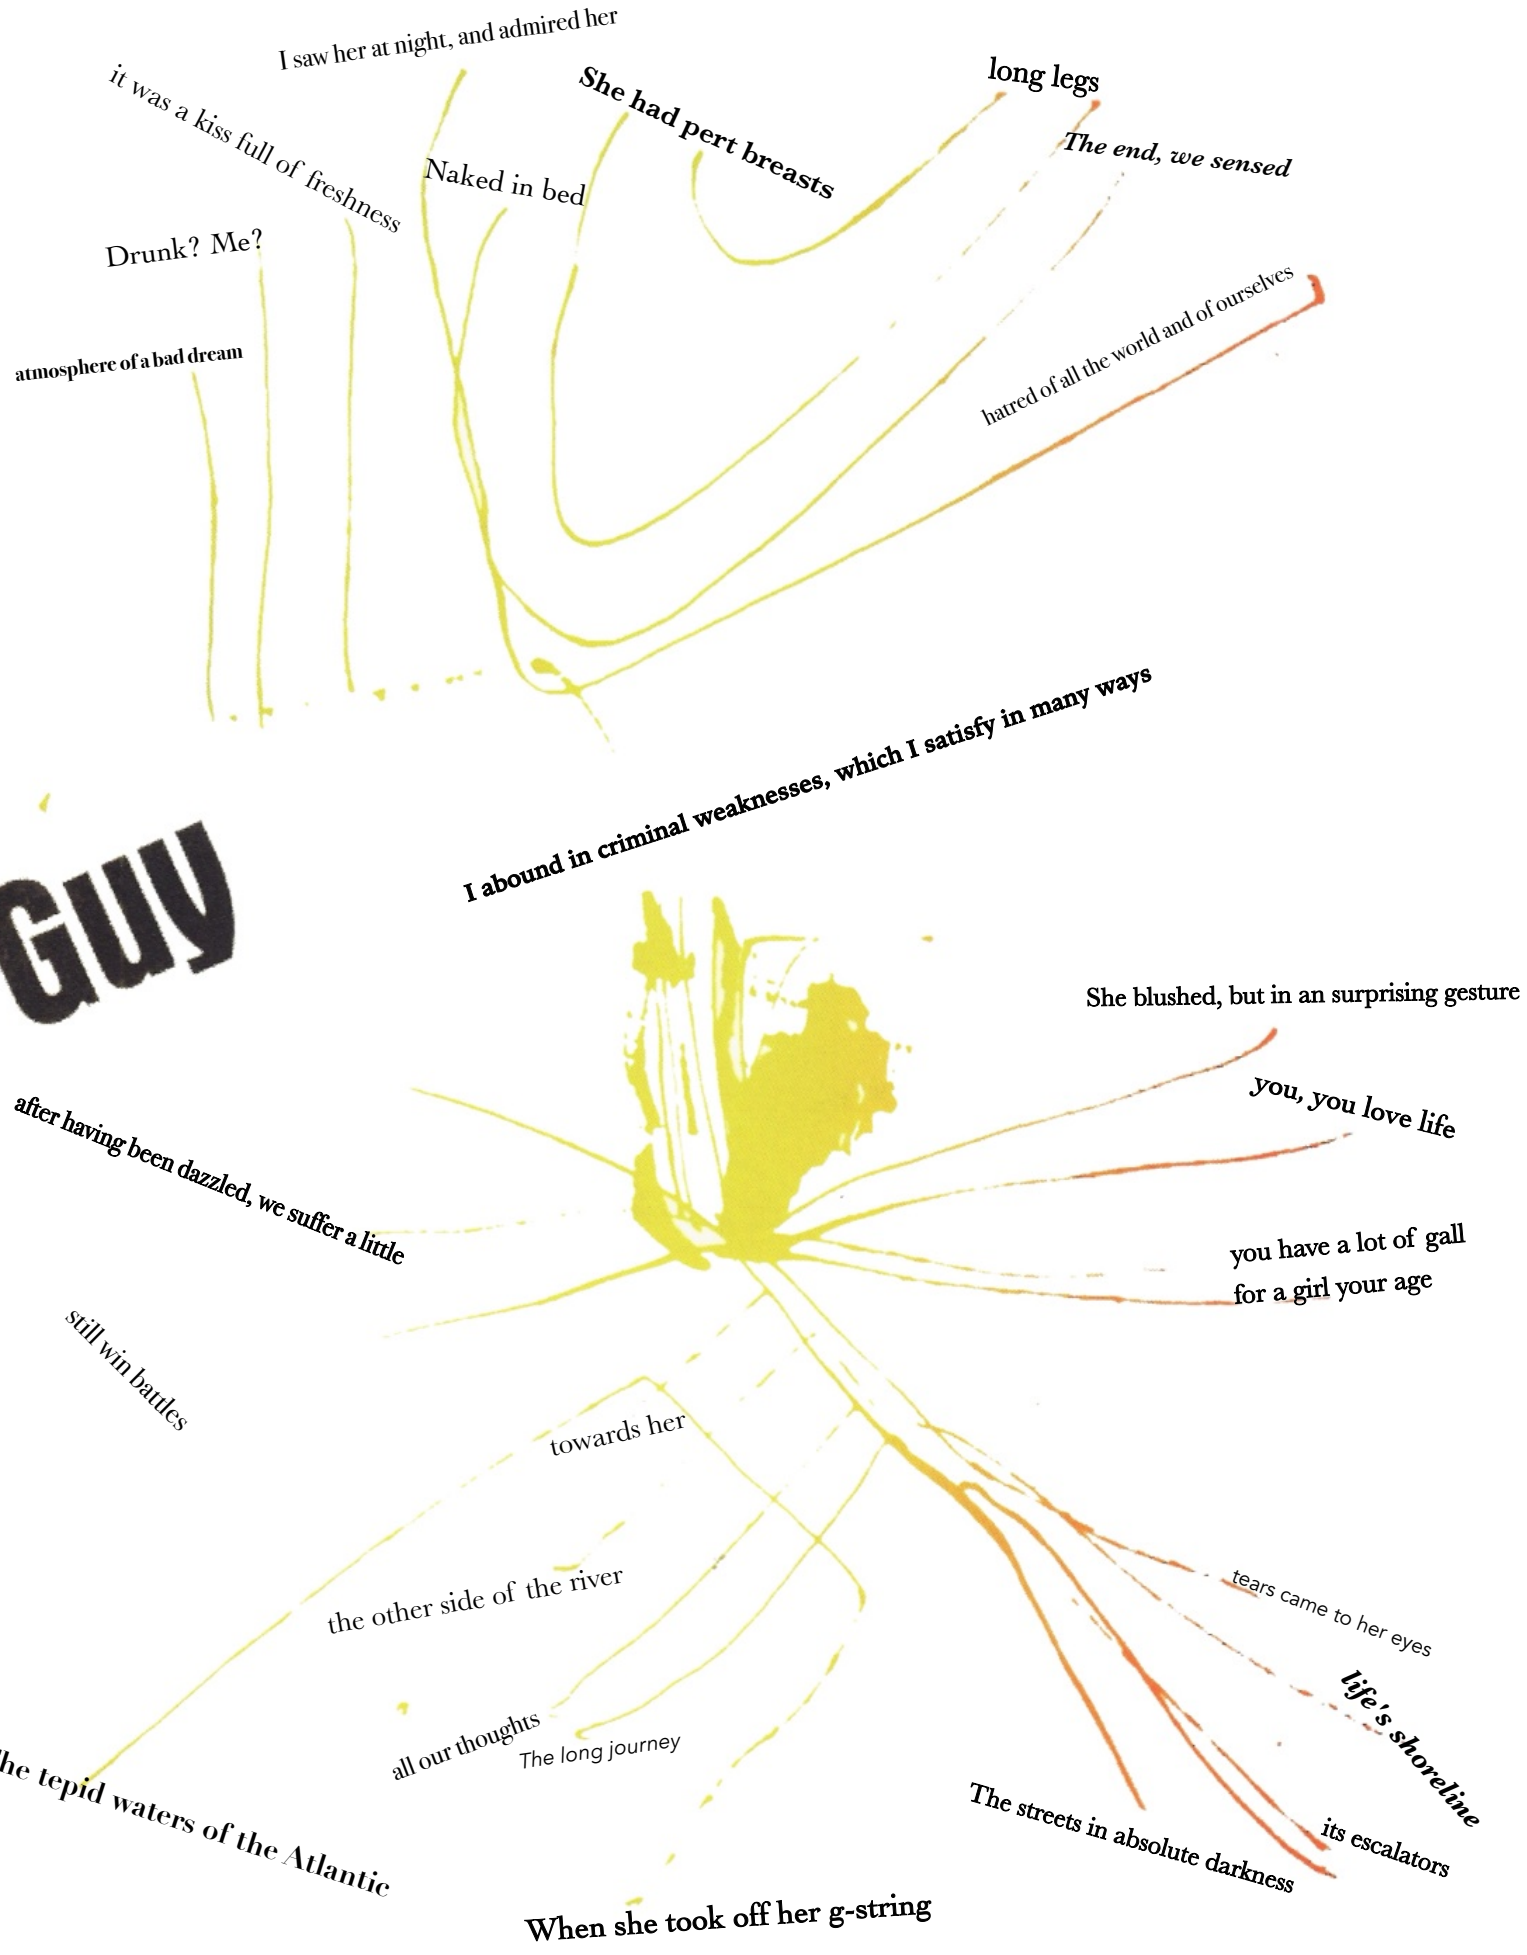 I saw her at night, and admired her
it was a kiss full of freshness
She had pert breasts
long legs
The end, we sensed
Naked in bed
Drunk? Me?
hatred of all the world and of ourselves
atmosphere of a bad dream
I abound in criminal weaknesses, which I satisfy in many ways
Guy
She blushed, but in an surprising gesture
you, you love life
after having been dazzled, we suffer a little
you have a lot of gall
for a girl your age
still win battles
towards her
the other side of the river
tears came to her eyes
life's shoreline
all our thoughts
The long journey
he tepid waters of the Atlantic
The streets in absolute darkness
its escalators
When she took off her g-string